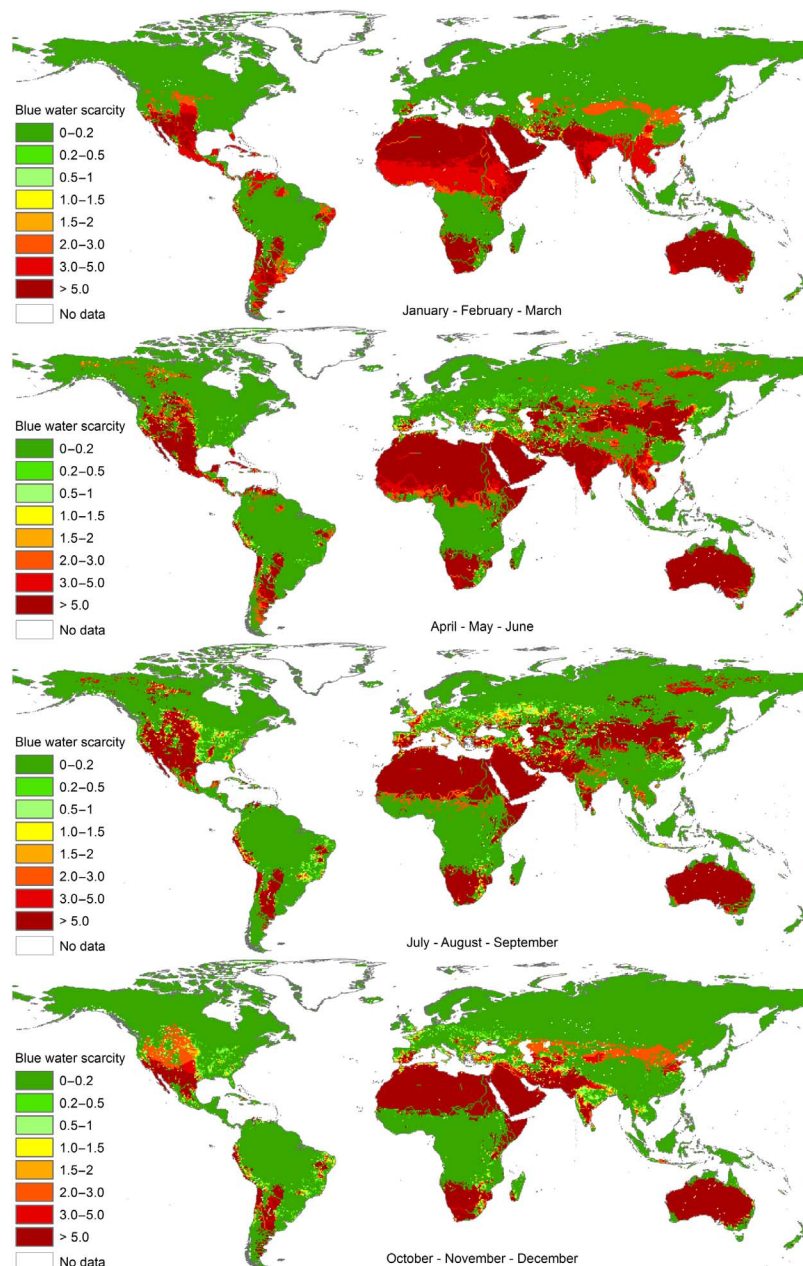 Blue water scarcity
0–0.2
0.2–0.5
0.5–1
1.0–1.5
1.5–2
2.0–3.0
3.0–5.0
> 5.0
No data
January - February - March
Blue water scarcity
0–0.2
0.2–0.5
0.5–1
1.0–1.5
1.5–2
2.0–3.0
3.0–5.0
> 5.0
No data
April - May - June
Blue water scarcity
0–0.2
0.2–0.5
0.5–1
1.0–1.5
1.5–2
2.0–3.0
3.0–5.0
> 5.0
No data
July - August - September
Blue water scarcity
0–0.2
0.2–0.5
0.5–1
1.0–1.5
1.5–2
2.0–3.0
3.0–5.0
> 5.0
No data
October - November - December